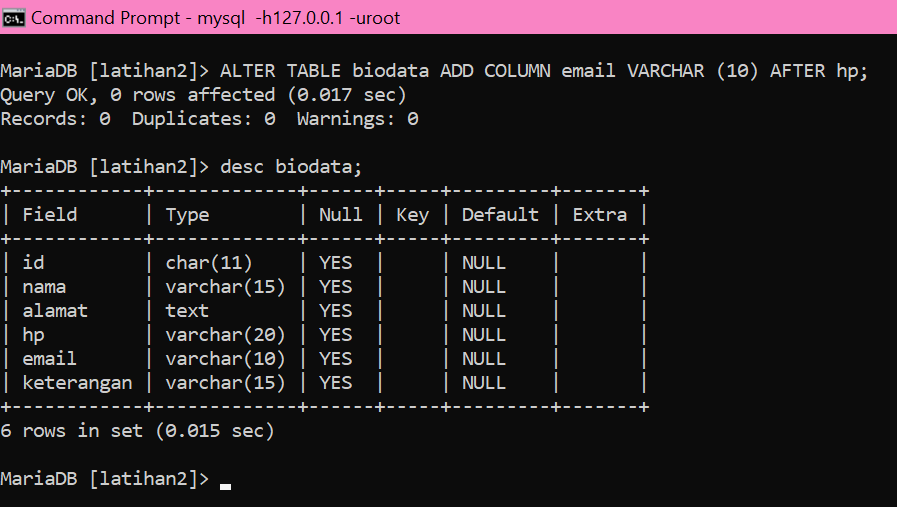 Command Prompt - mysql  -h127.0.0.1 -uroot
MariaDB [latihan2]> ALTER TABLE biodata ADD COLUMN email VARCHAR (10) AFTER hp;
Query OK, 0 rows affected (0.017 sec)
Records: 0  Duplicates: 0  Warnings: 0
MariaDB [latihan2]> desc biodata;
+------------+-------------+------+-----+---------+-------+
| Field      | Type        | Null | Key | Default | Extra |
+------------+-------------+------+-----+---------+-------+
| id         | char(11)    | YES  |     | NULL    |       |
| nama       | varchar(15) | YES  |     | NULL    |       |
| alamat     | text        | YES  |     | NULL    |       |
| hp         | varchar(20) | YES  |     | NULL    |       |
| email      | varchar(10) | YES  |     | NULL    |       |
| keterangan | varchar(15) | YES  |     | NULL    |       |
+------------+-------------+------+-----+---------+-------+
6 rows in set (0.015 sec)
MariaDB [latihan2]> _